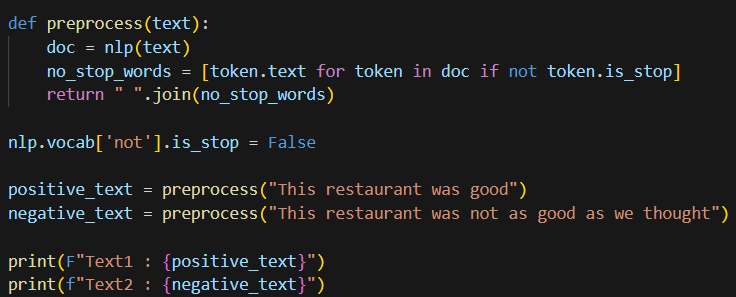 def preprocess(text):
    doc = nlp(text)
    no_stop_words = [token.text for token in doc if not token.is_stop]
    return " ".join(no_stop_words)

nlp.vocab['not'].is_stop = False

positive_text = preprocess("This restaurant was good")
negative_text = preprocess("This restaurant was not as good as we thought")

print(F"Text1 : {positive_text}")
print(f"Text2 : {negative_text}")